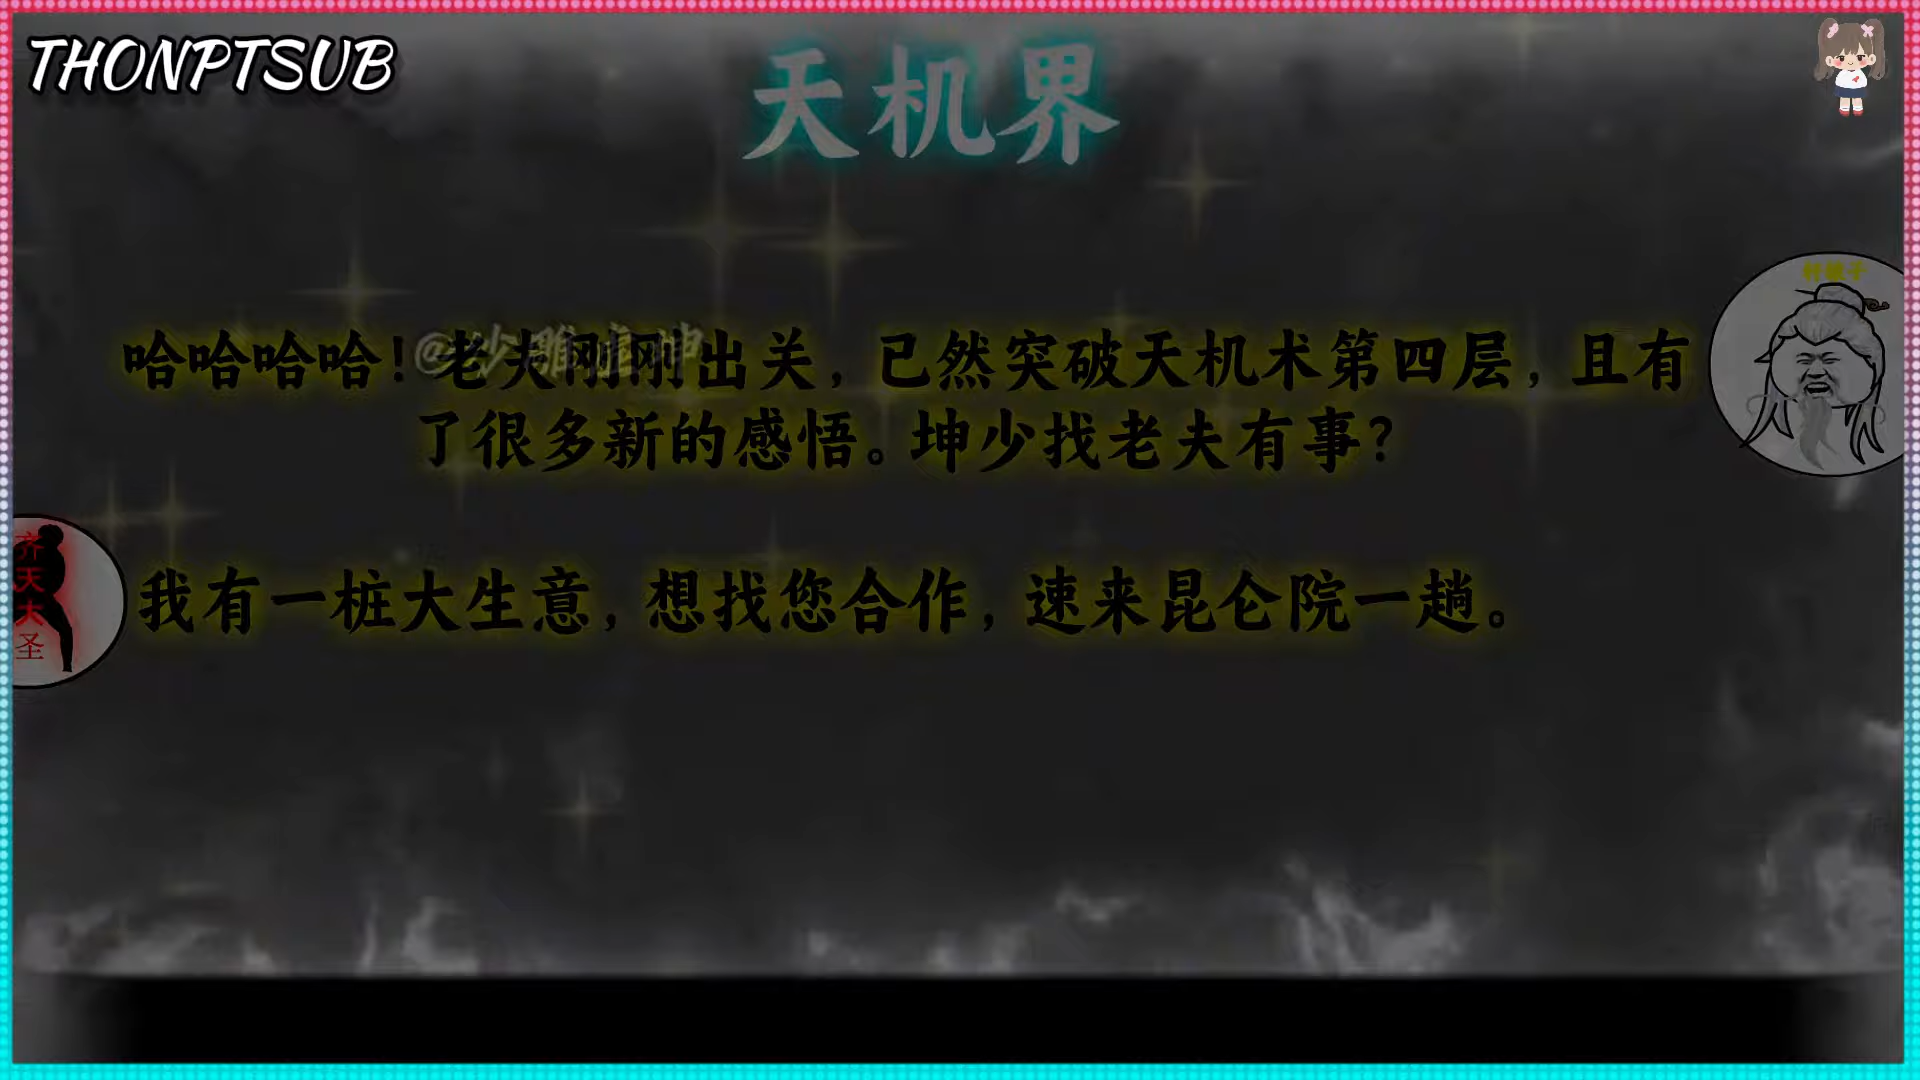 THONPTSUB
天机界
哈哈哈哈！老夫刚刚出关，已然突破天机术第四层，且有
了很多新的感悟。坤少找老夫有事？
齐天大圣
我有一桩大生意，想找您合作，速来昆仑院一趟。